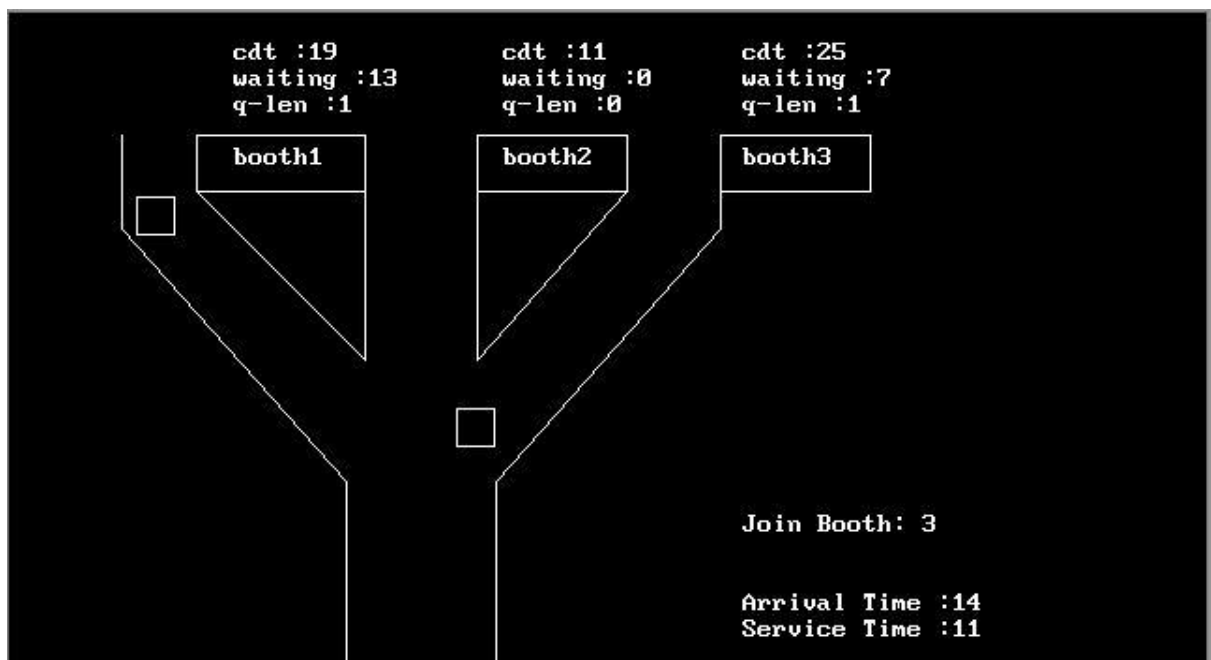 cdt :19
waiting :13
q-len :1
cdt :11
waiting :0
q-len :0
cdt :25
waiting :7
q-len :1
booth1
booth2
booth3
Join Booth: 3
Arrival Time :14
Service Time :11